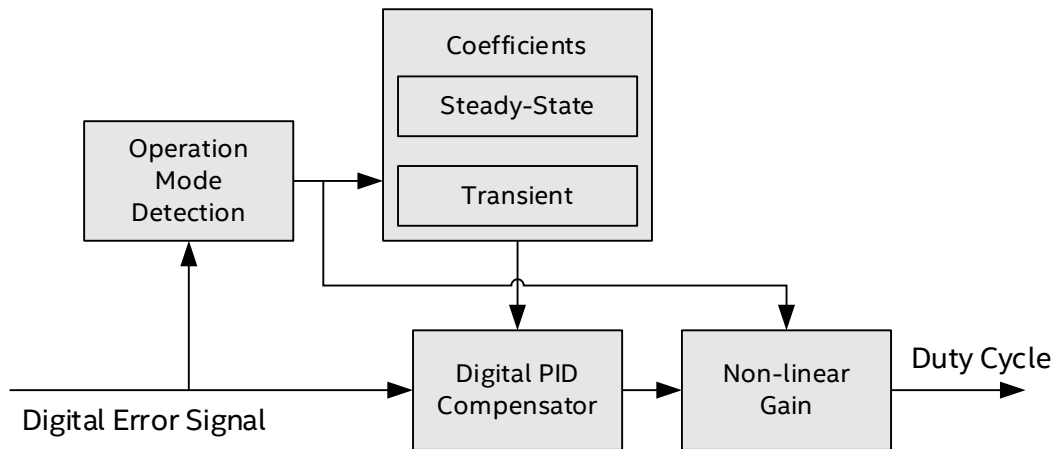 Coefficients
Steady-State
Operation
Mode
Detection
Transient
Digital Error Signal
Digital PID
Compensator
Non-linear
Gain
Duty Cycle